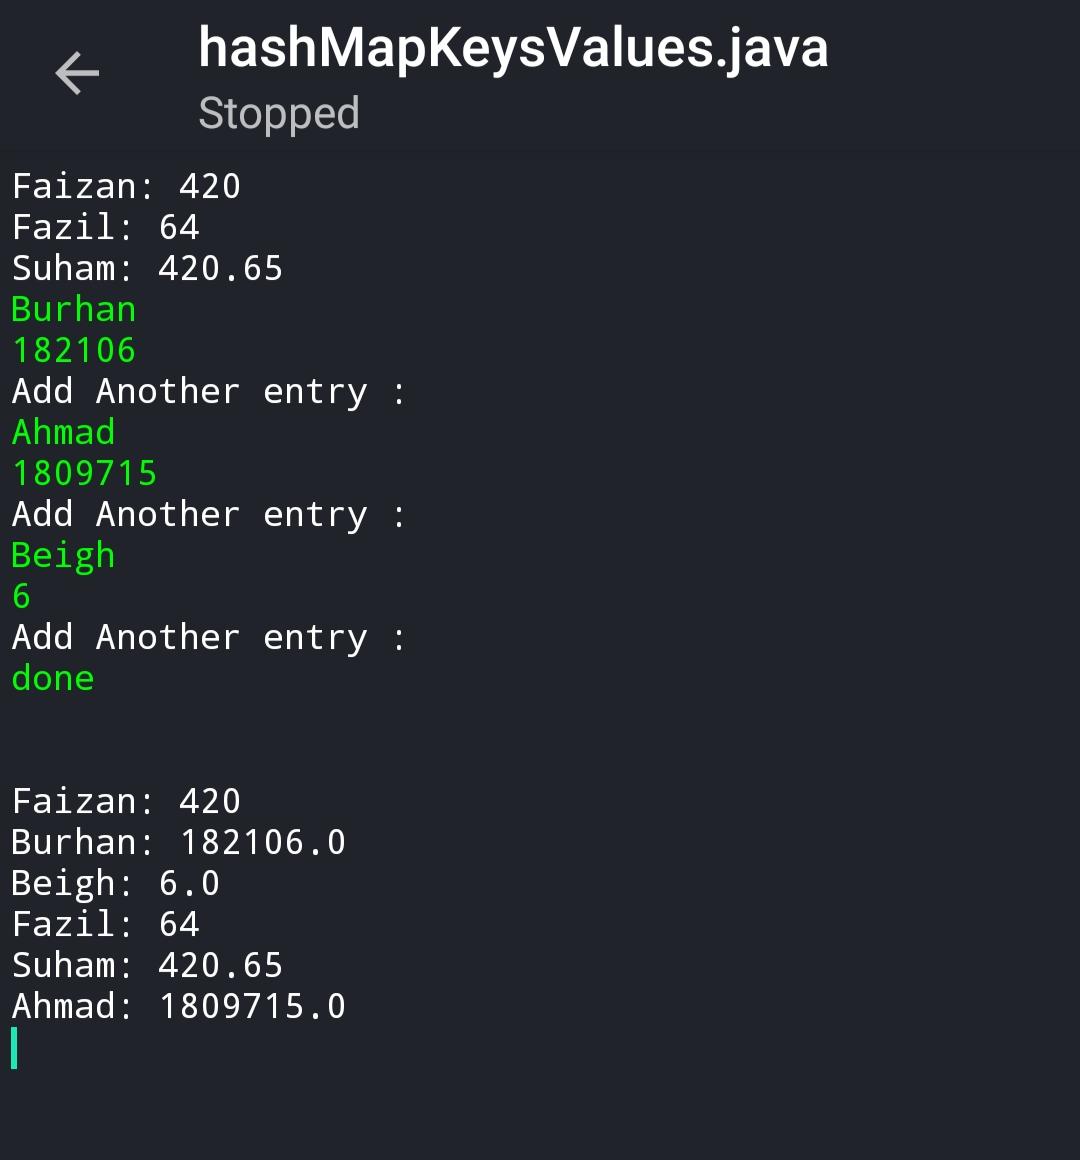 hashMapKeysValues.java
Stopped
Faizan: 420
Fazil: 64
Suham: 420.65
Burhan
182106
Add Another entry :
Ahmad
1809715
Add Another entry :
Beigh
6
Add Another entry :
done
Faizan: 420
Burhan: 182106.0
Beigh: 6.0
Fazil: 64
Suham: 420.65
Ahmad: 1809715.0